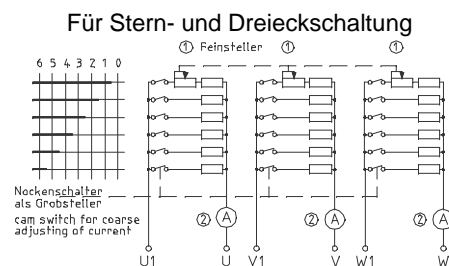 Für Stern- und Dreieckschaltung
① Feinsteller ① ①
6 5 4 3 2 1 0
Nockenschalter
als Grobsteller
cam switch for coarse
adjusting of current
② A ② A ② A
U1 U V1 V W1 W